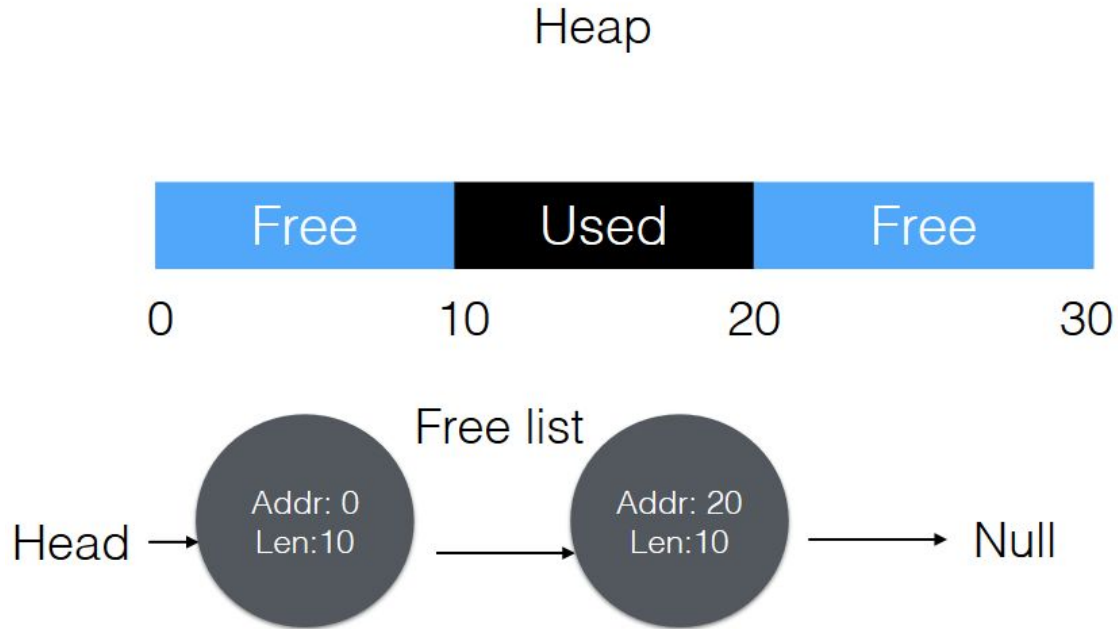 Heap
Free Used Free
0 10 20 30
Free list
Addr: 0
Len:10
Addr: 20
Len:10
Head
Null